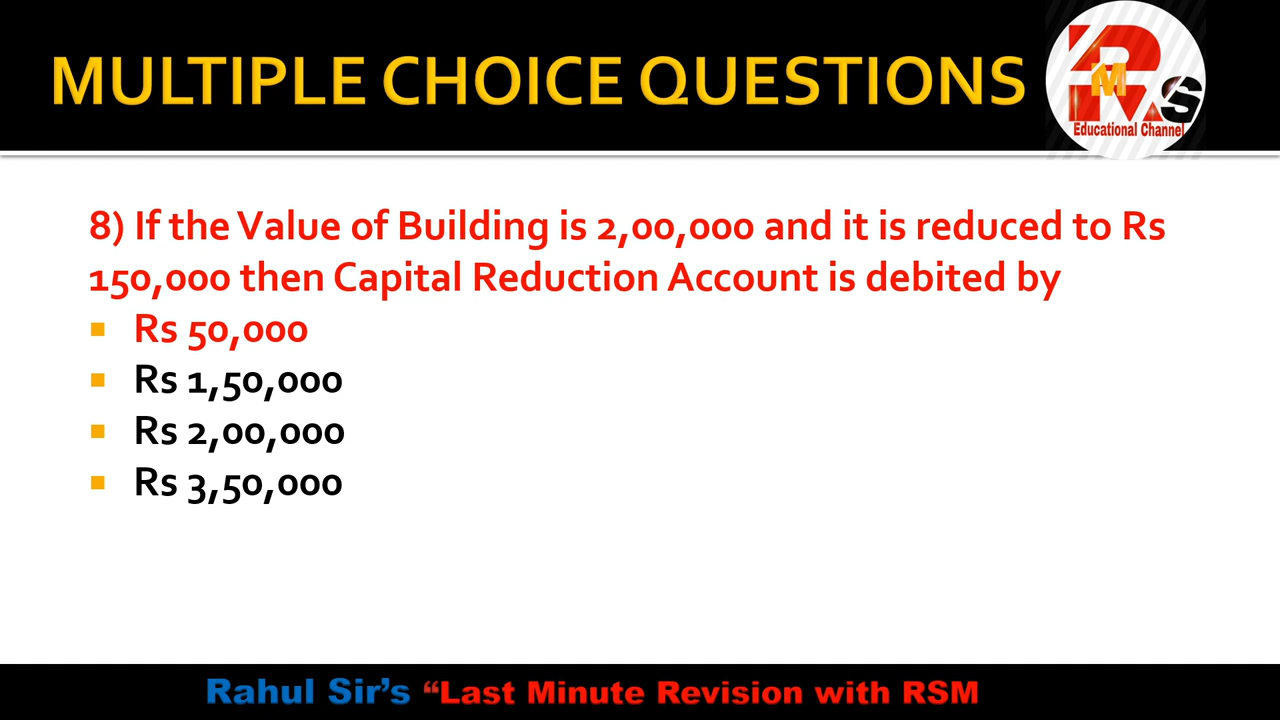 MULTIPLE CHOICE QUESTIONS
RMS
Educational Channel
8) If the Value of Building is 2,00,000 and it is reduced to Rs
150,000 then Capital Reduction Account is debited by
Rs 50,000
Rs 1,50,000
Rs 2,00,000
Rs 3,50,000
Rahul Sir's “Last Minute Revision with RSM